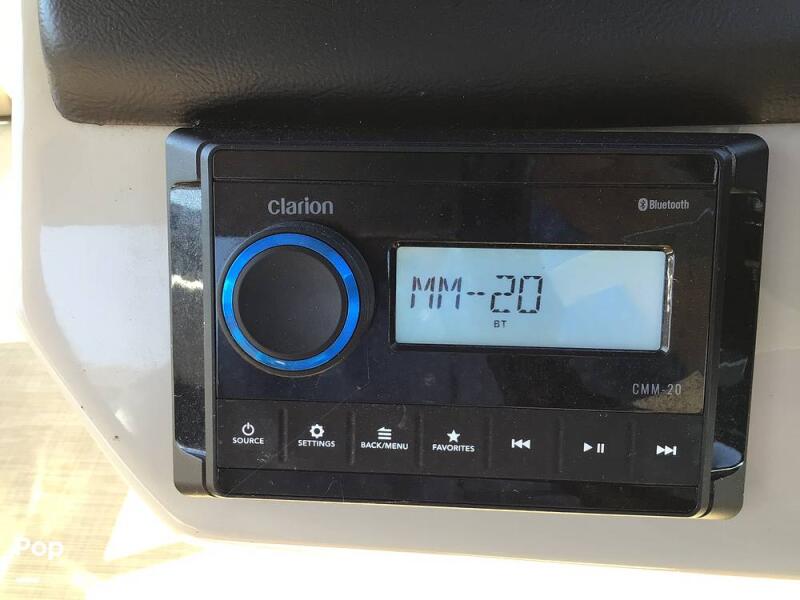 clarion
Bluetooth
MM-20
BT
CMM-20
SOURCE
SETTINGS
BACK/MENU
FAVORITES
Pop